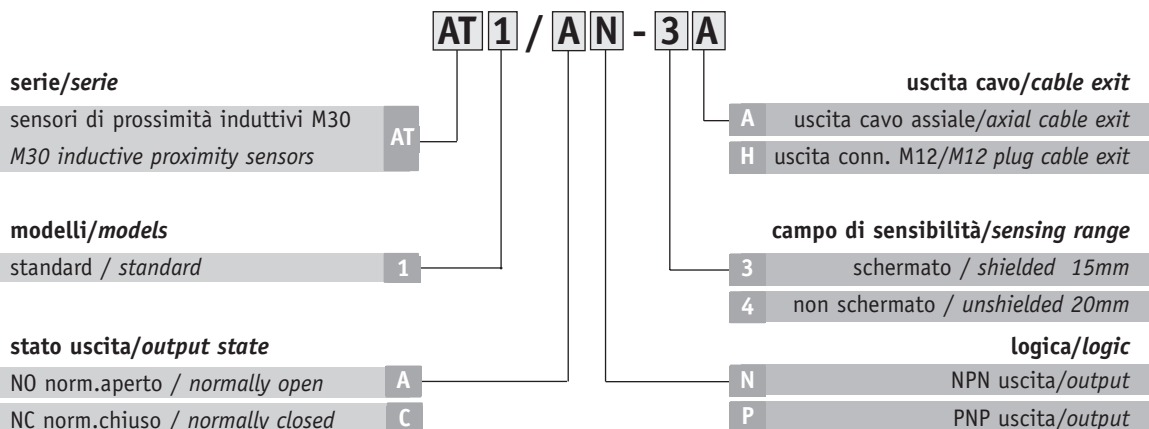 AT 1 / A N - 3 A
serie/serie
sensori di prossimità induttivi M30
M30 inductive proximity sensors
AT
modelli/models
standard / standard 1
stato uscita/output state
NO norm.aperto / normally open A
NC norm.chiuso / normally closed C
uscita cavo/cable exit
A uscita cavo assiale/axial cable exit
H uscita conn. M12/M12 plug cable exit
campo di sensibilità/sensing range
3 schermato / shielded 15mm
4 non schermato / unshielded 20mm
logica/logic
N NPN uscita/output
P PNP uscita/output